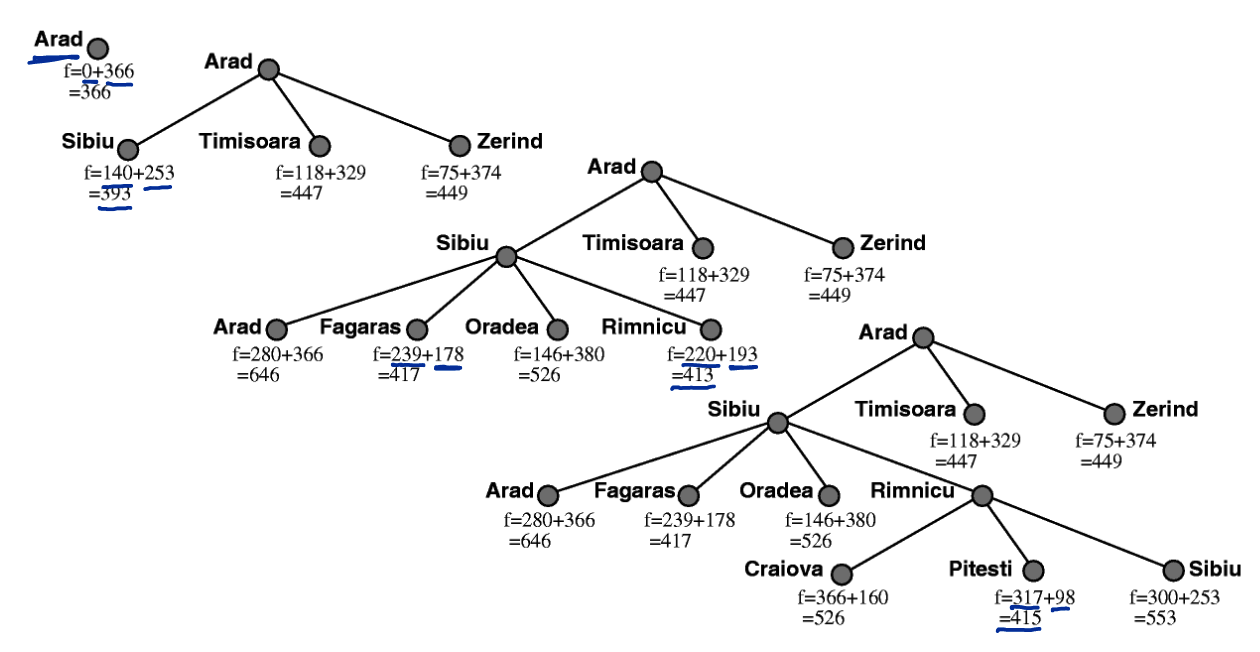 Arad
f=0+366
=366
Arad
Sibiu
f=140+253
=393
Timisoara
f=118+329
=447
Zerind
f=75+374
=449
Arad
Sibiu
Timisoara
f=118+329
=447
Zerind
f=75+374
=449
Arad
f=280+366
=646
Fagaras
f=239+178
=417
Oradea
f=146+380
=526
Rimnicu
f=220+193
=413
Arad
Sibiu
Timisoara
f=118+329
=447
Zerind
f=75+374
=449
Arad
f=280+366
=646
Fagaras
f=239+178
=417
Oradea
f=146+380
=526
Rimnicu
Craiova
f=366+160
=526
Pitesti
f=317+98
=415
Sibiu
f=300+253
=553